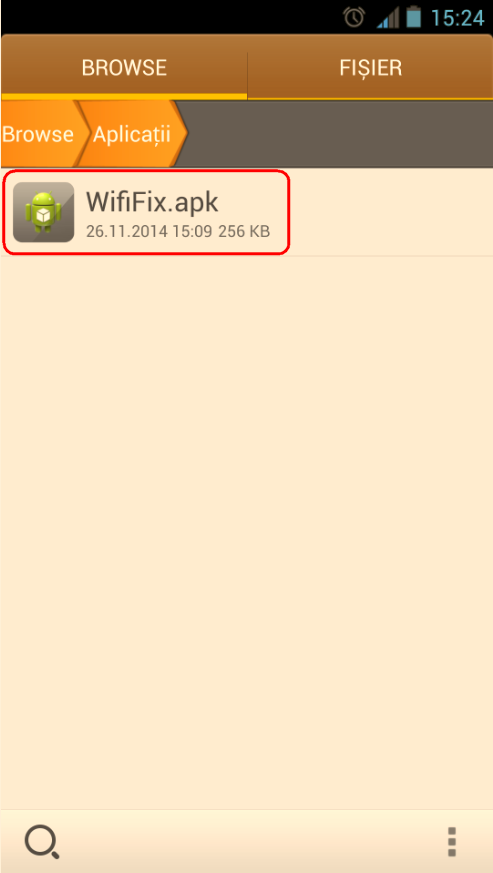 15:24
BROWSE FIȘIER
Browse Aplicații
WifiFix.apk
26.11.2014 15:09 256 KB